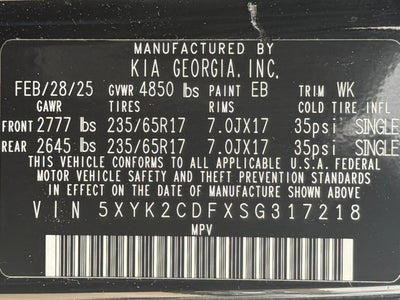 MANUFACTURED BY
KIA GEORGIA, INC,
FEB/28/25 GVWR 4850 lbs PAINT EB TRIM WK
GAWR TIRES RIMS COLD TIRE INFL
FRONT 2777 lbs 235/65R17 7.0JX17 35psi SINGLE
REAR 2645 lbs 235/65R17 7.0JX17 35psi SINGLE
THIS VEHICLE CONFORMS TO ALL APPLICABLE U.S.A. FEDERAL
MOTOR VEHICLE SAFETY AND THEFT PREVENTION STANDARDS
IN EFFECT ON THE DATE OF MANUFACTURE SHOWN ABOVE.
VIN 5XYK2CDFXSG317218
MPV